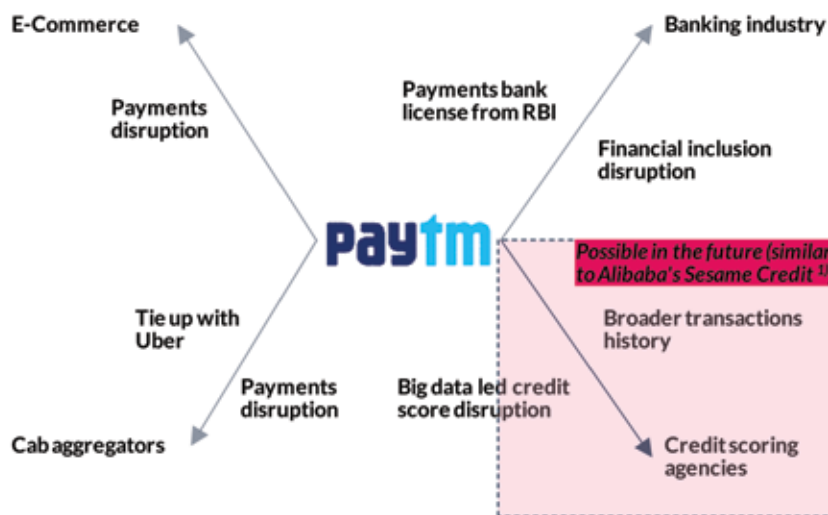 E-Commerce
Banking industry
Payments
disruption
Payments bank
license from RBI
Financial inclusion
disruption
paytm
Possible in the future (similar
to Alibaba's Sesame Credit ¹⁾
Tie up with
Uber
Broader transactions
history
Payments
disruption
Big data led credit
score disruption
Cab aggregators
Credit scoring
agencies